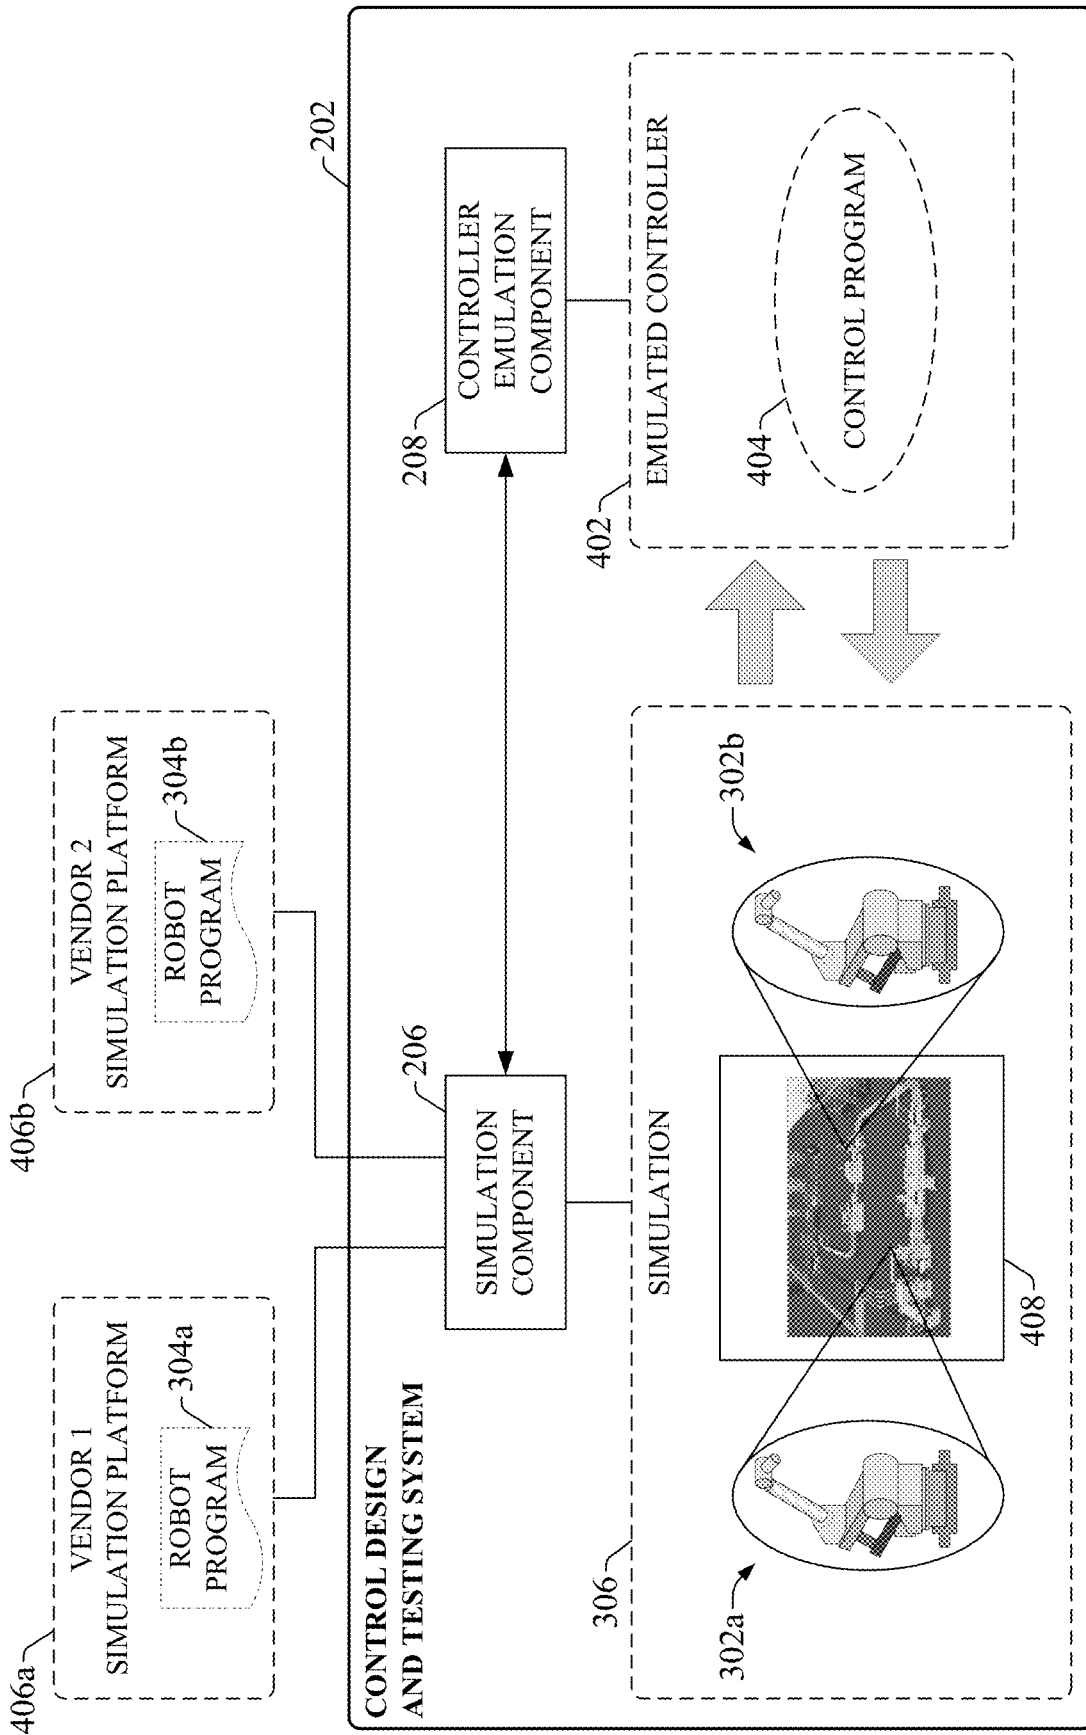 406a
VENDOR 1
SIMULATION PLATFORM
ROBOT
PROGRAM
304a
406b
VENDOR 2
SIMULATION PLATFORM
ROBOT
PROGRAM
304b
202
CONTROL DESIGN
AND TESTING SYSTEM
206
SIMULATION
COMPONENT
208
CONTROLLER
EMULATION
COMPONENT
306
SIMULATION
302a
408
302b
402
EMULATED CONTROLLER
404
CONTROL PROGRAM